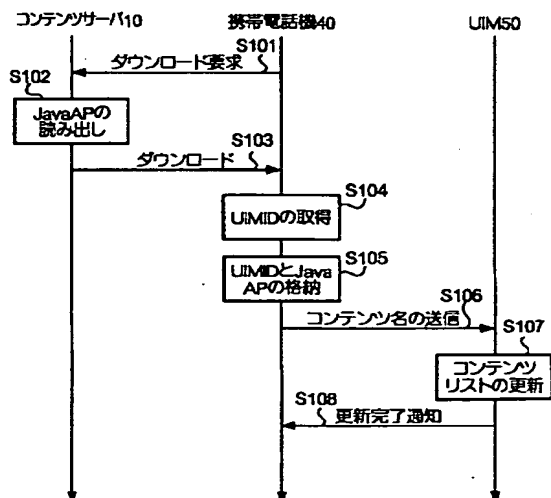 コンテンツサーバ10
携帯電話機40
UIM50
S101
ダウンロード要求
S102
JavaAPの
読み出し
S103
ダウンロード
S104
UIMIDの取得
S105
UIMIDとJava
APの格納
S106
コンテンツ名の送信
S107
コンテンツ
リストの更新
S108
更新完了通知